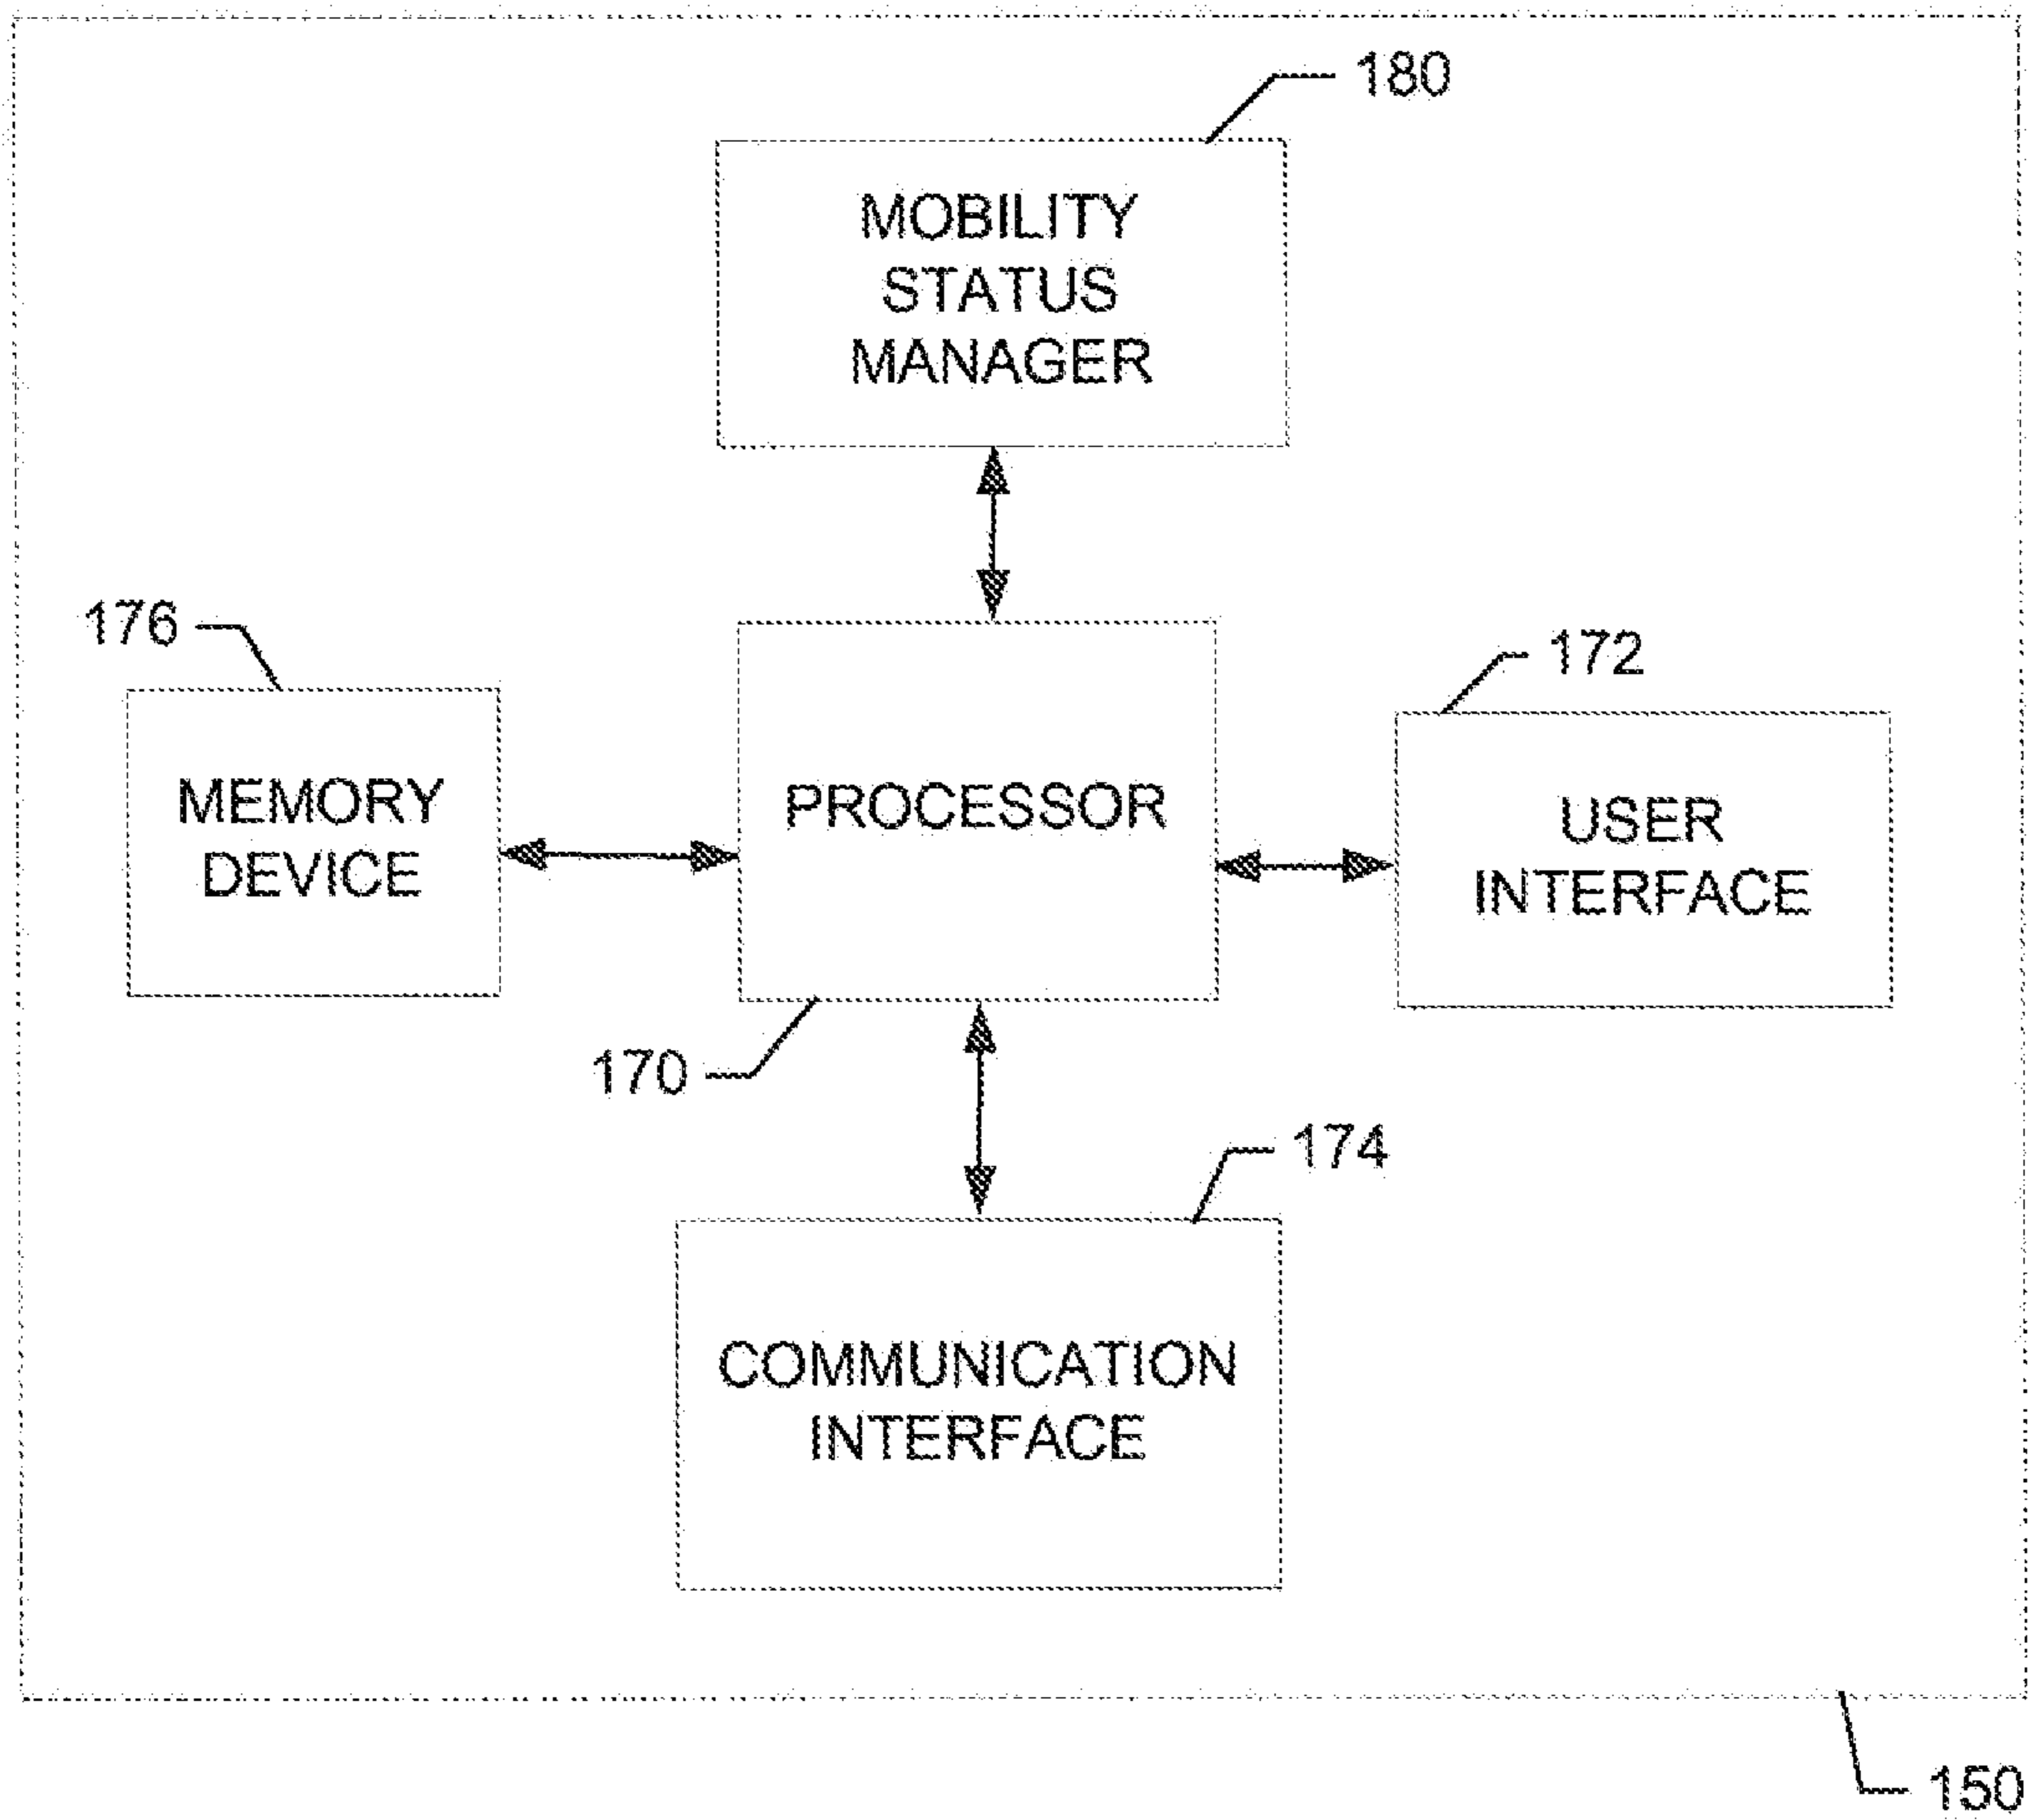 180
MOBILITY
STATUS
MANAGER
176
172
MEMORY
DEVICE
PROCESSOR
USER
INTERFACE
170
174
COMMUNICATION
INTERFACE
150